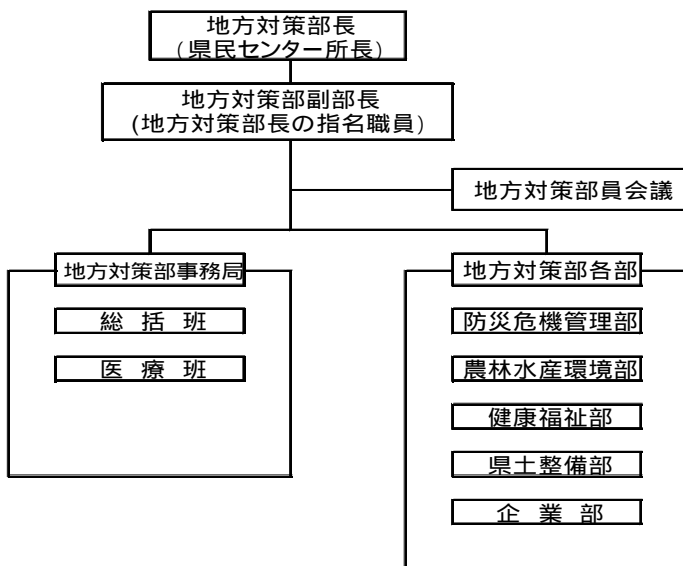 地方対策部長
(県民センター所長)
地方対策部副部長
(地方対策部長の指名職員)
地方対策部員会議
地方対策部事務局
総 括 班
医 療 班
地方対策部各部
防災危機管理部
農林水産環境部
健康福祉部
県土整備部
企 業 部